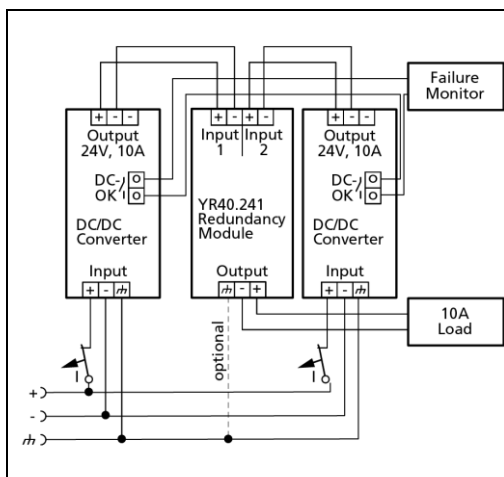 + - -
+ - + -
+ - -
Failure
Monitor
Output
24V, 10A
Input Input
1 2
Output
24V, 10A
DC-
OK
DC-
OK
YR40.241
Redundancy
Module
DC/DC
Converter
DC/DC
Converter
Input
Output
Input
+ -
- +
+ -
10A
Load
optional
I
I
+
-